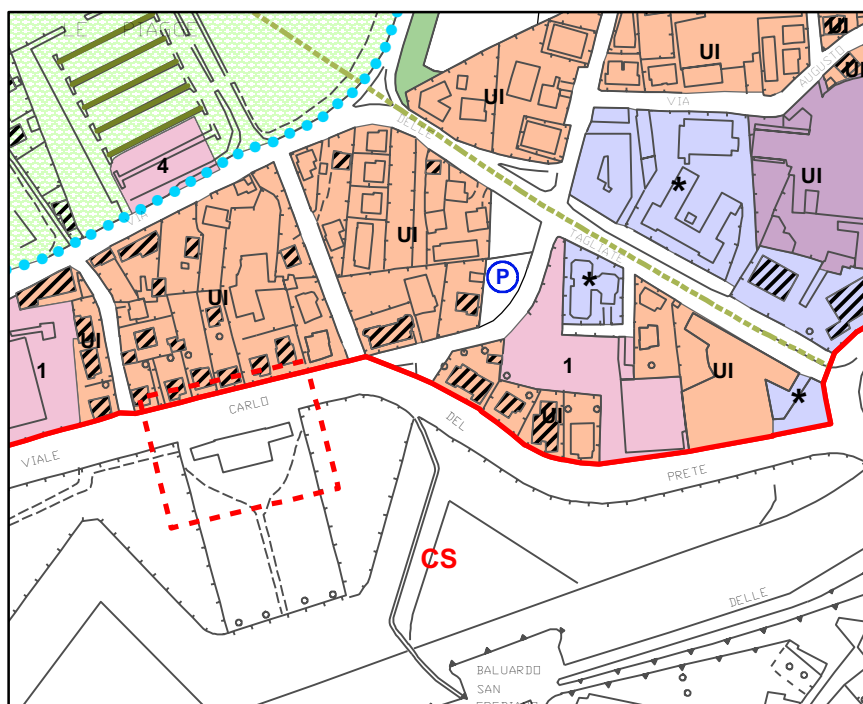 LE PIAGGE
UI
UI
AUGUSTO
UI
UI
VIA
DELLE
4
*
UI
VIA
UI
TAGLIATE
P
*
UI
UI
1
1
UI
UI
*
CARLO
DEL
VIALE
PRETE
CS
DELLE
BALUARDO
SAN